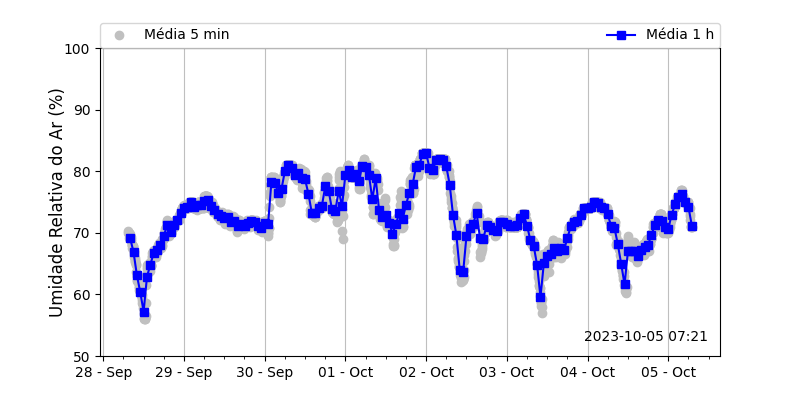 Média 5 min
Média 1 h
100
90
80
70
60
50
Umidade Relativa do Ar (%)
2023-10-05 07:21
28 - Sep
29 - Sep
30 - Sep
01 - Oct
02 - Oct
03 - Oct
04 - Oct
05 - Oct